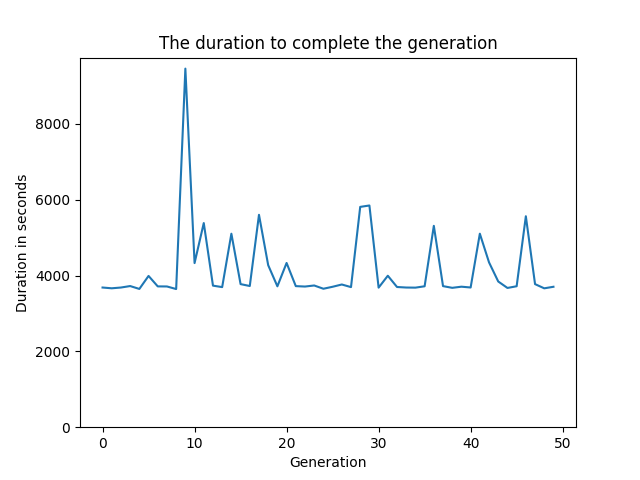 The duration to complete the generation
8000
6000
4000
2000
0
Duration in seconds
0 10 20 30 40 50
Generation